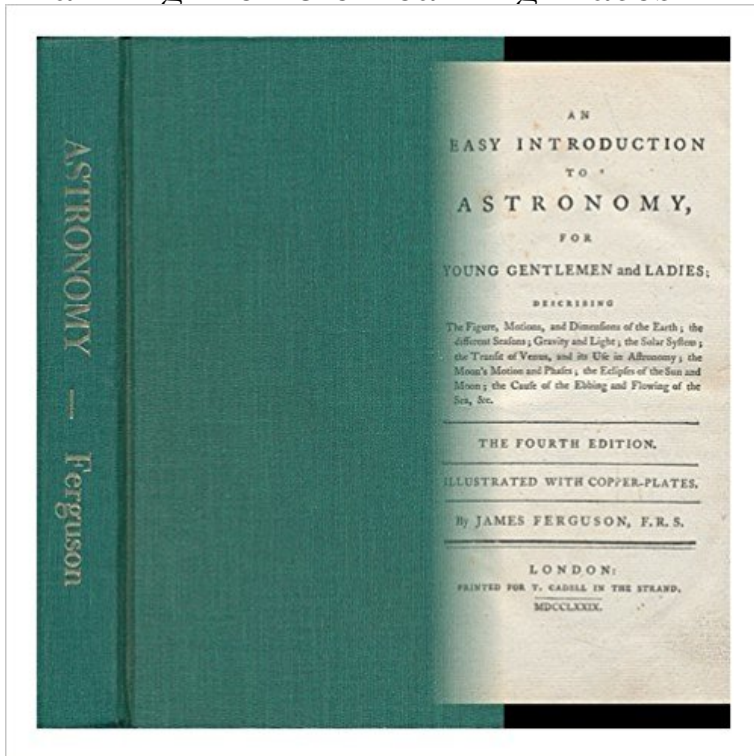 ASTRONOMY — Ferguson
AN
EASY INTRODUCTION
TO
ASTRONOMY,
FOR
YOUNG GENTLEMEN and LADIES;
DESCRIBING
The Figure, Motions, and Dimenſions of the Earth; the
different Seaſons; Gravity and Light; the Solar Syſtem;
the Tranſit of Venus, and its Uſe in Aſtronomy; the
Moon's Motion and Phaſes; the Eclipſes of the Sun and
Moon; the Cauſe of the Ebbing and Flowing of the
Sea, &c.
THE FOURTH EDITION.
ILLUSTRATED WITH COPPER-PLATES.
By JAMES FERGUSON, F.R.S.
LONDON:
PRINTED FOR T. CADELL IN THE STRAND.
MDCCLXXIX.